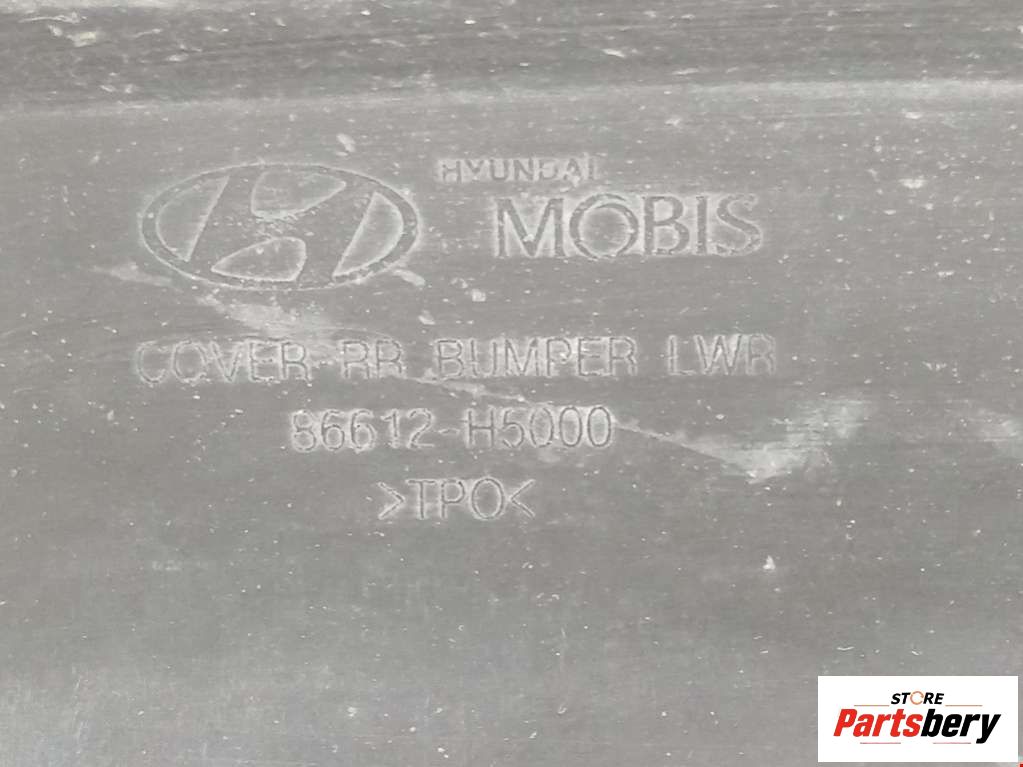 HYUNDAI
MOBIS
COVER-RR BUMPER LWR
86612-H5000
>TPO<
STORE
Partsbery